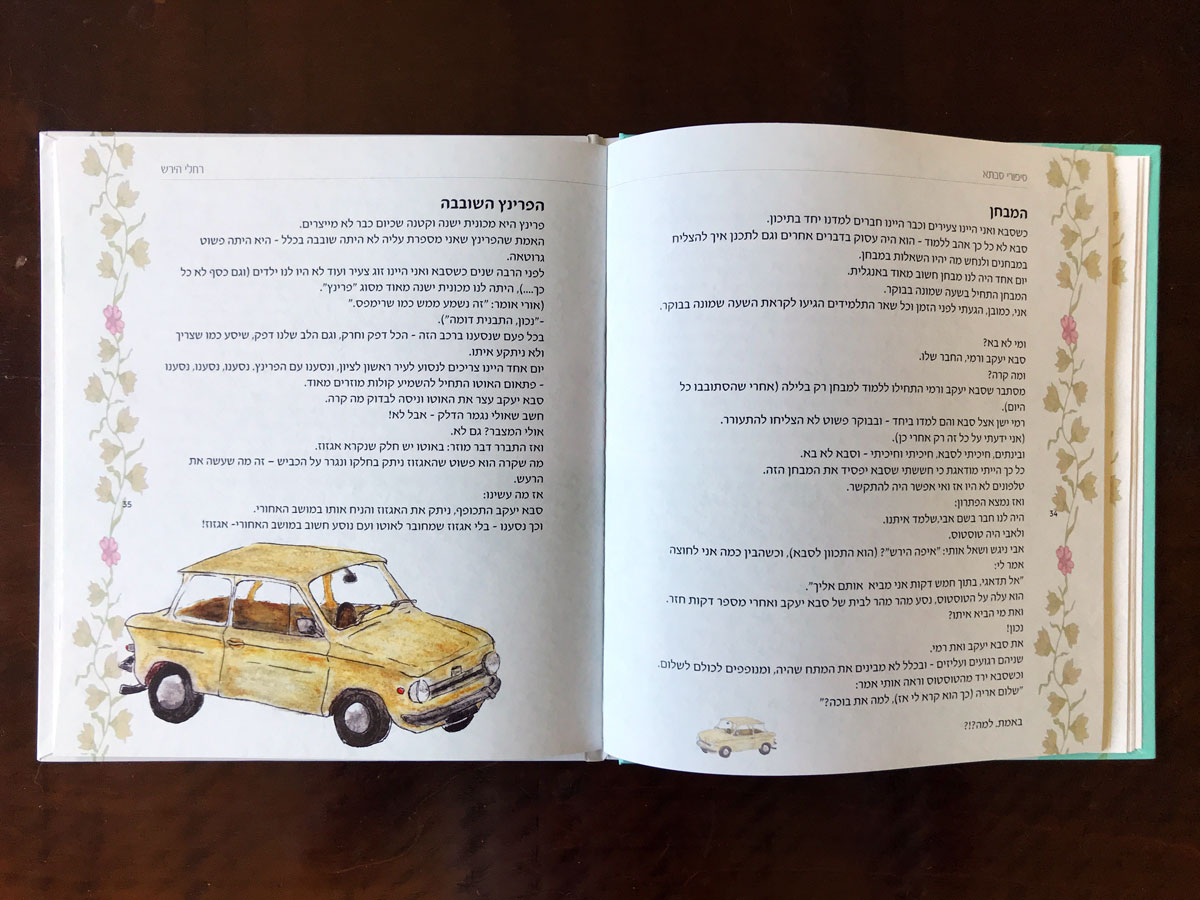 סיפורי סבתא
המבחן
כשסבא ואני היינו צעירים וכבר היינו חברים למדנו יחד בתיכון.
סבא לא כל כך אהב ללמוד - הוא היה עסוק בדברים אחרים וגם לתכנן איך להצליח
במבחנים ולנחש מה יהיו השאלות במבחן.
יום אחד היה לנו מבחן חשוב מאוד באנגלית.
המבחן התחיל בשעה שמונה בבוקר.
אני, כמובן, הגעתי לפני הזמן וכל שאר התלמידים הגיעו לקראת השעה שמונה בבוקר.
ומי לא בא?
סבא יעקב ורמי, החבר שלו.
ומה קרה?
מסתבר שסבא יעקב ורמי התחילו ללמוד למבחן רק בלילה (אחרי שהסתובבו כל
היום).
רמי ישן אצל סבא והם למדו ביחד - ובבוקר פשוט לא הצליחו להתעורר.
(אני ידעתי על כל זה רק אחרי כן).
ובינתים, חיכיתי לסבא, חיכיתי וחיכיתי - וסבא לא בא.
כל כך הייתי מודאגת כי חששתי שסבא יפסיד את המבחן הזה.
טלפונים לא היו אז ואי אפשר היה להתקשר.
ואז נמצא הפתרון:
היה לנו חבר בשם אבי.שלמד איתנו.
ולאבי היה טוסטוס.
אבי ניגש ושאל אותי: "איפה הירש"? (הוא התכוון לסבא), וכשהבין כמה אני לחוצה
אמר לי:
"אל תדאגי, בתוך חמש דקות אני מביא אותם אליך".
הוא עלה על הטוסטוס, נסע מהר מהר לבית של סבא יעקב ואחרי מספר דקות חזר.
ואת מי הביא איתו?
נכון!
את סבא יעקב ואת רמי.
שניהם רגועים ועליזים - ובכלל לא מבינים את המתח שהיה, ומנופפים לכולם לשלום.
וכשסבא ירד מהטוסטוס וראה אותי אמר:
"שלום אריה (כך הוא קרא לי אז), למה את בוכה?"
באמת, למה?!?
34
רחלי הירש
הפרינץ השובבה
פרינץ היא מכונית ישנה וקטנה שכיום כבר לא מייצרים.
האמת שהפרינץ שאני מספרת עליה לא היתה שובבה בכלל - היא היתה פשוט
גרוטאה.
לפני הרבה שנים כשסבא ואני היינו זוג צעיר ועוד לא היו לנו ילדים (וגם כסף לא כל
כך....), היתה לנו מכונית ישנה מאוד מסוג "פרינץ".
(אורי אומר: "זה נשמע ממש כמו שרימפס."
-"נכון, התבנית דומה").
בכל פעם שנסענו ברכב הזה - הכל דפק וחרק, וגם הלב שלנו דפק, שיסע כמו שצריך
ולא ניתקע איתו.
יום אחד היינו צריכים לנסוע לעיר ראשון לציון, ונסענו עם הפרינץ. נסענו, נסענו, נסענו
- פתאום האוטו התחיל להשמיע קולות מוזרים מאוד.
סבא יעקב עצר את האוטו וניסה לבדוק מה קרה.
חשב שאולי נגמר הדלק - אבל לא!
אולי המצבר? גם לא.
ואז התברר דבר מוזר: באוטו יש חלק שנקרא אגזוז.
מה שקרה הוא פשוט שהאגזוז ניתק בחלקו ונגרר על הכביש – זה מה שעשה את
הרעש.
אז מה עשינו:
סבא יעקב התכופף, ניתק את האגזוז והניח אותו במושב האחורי.
וכך נסענו - בלי אגזוז שמחובר לאוטו ועם נוסע חשוב במושב האחורי- אגזוז!
35